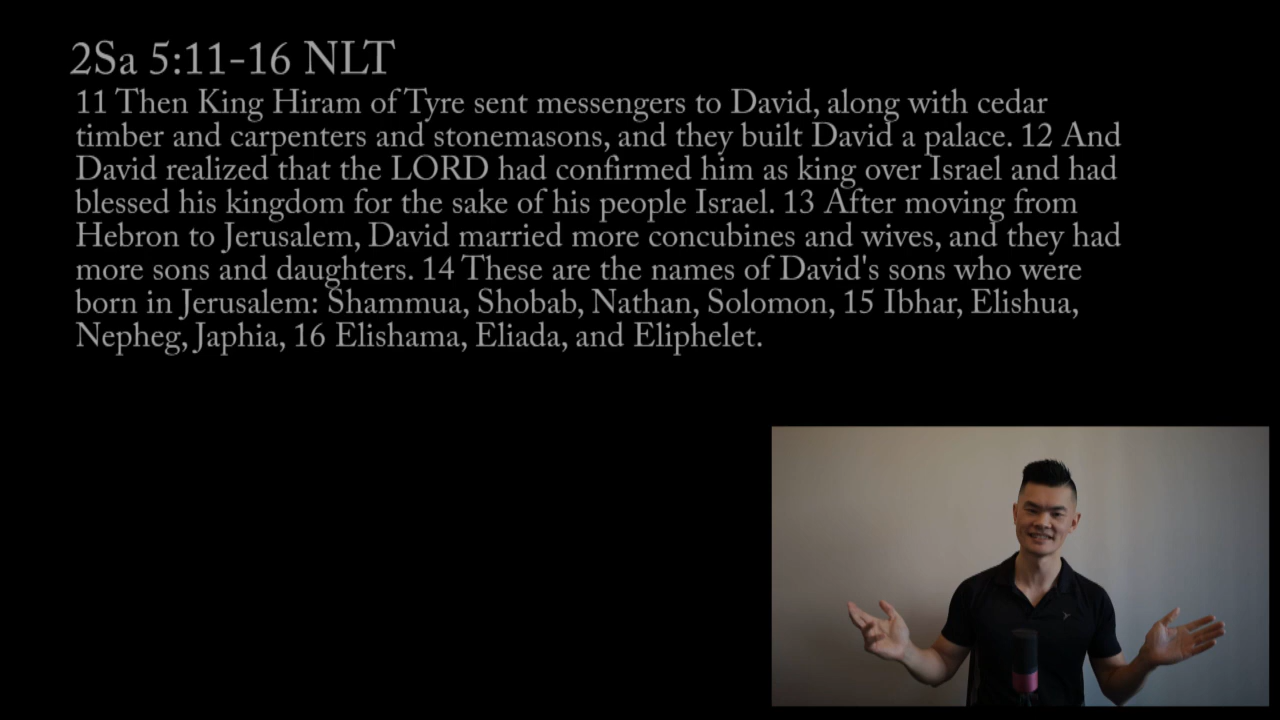 2Sa 5:11-16 NLT
11 Then King Hiram of Tyre sent messengers to David, along with cedar
timber and carpenters and stonemasons, and they built David a palace. 12 And
David realized that the LORD had confirmed him as king over Israel and had
blessed his kingdom for the sake of his people Israel. 13 After moving from
Hebron to Jerusalem, David married more concubines and wives, and they had
more sons and daughters. 14 These are the names of David's sons who were
born in Jerusalem: Shammua, Shobab, Nathan, Solomon, 15 Ibhar, Elishua,
Nepheg, Japhia, 16 Elishama, Eliada, and Eliphelet.